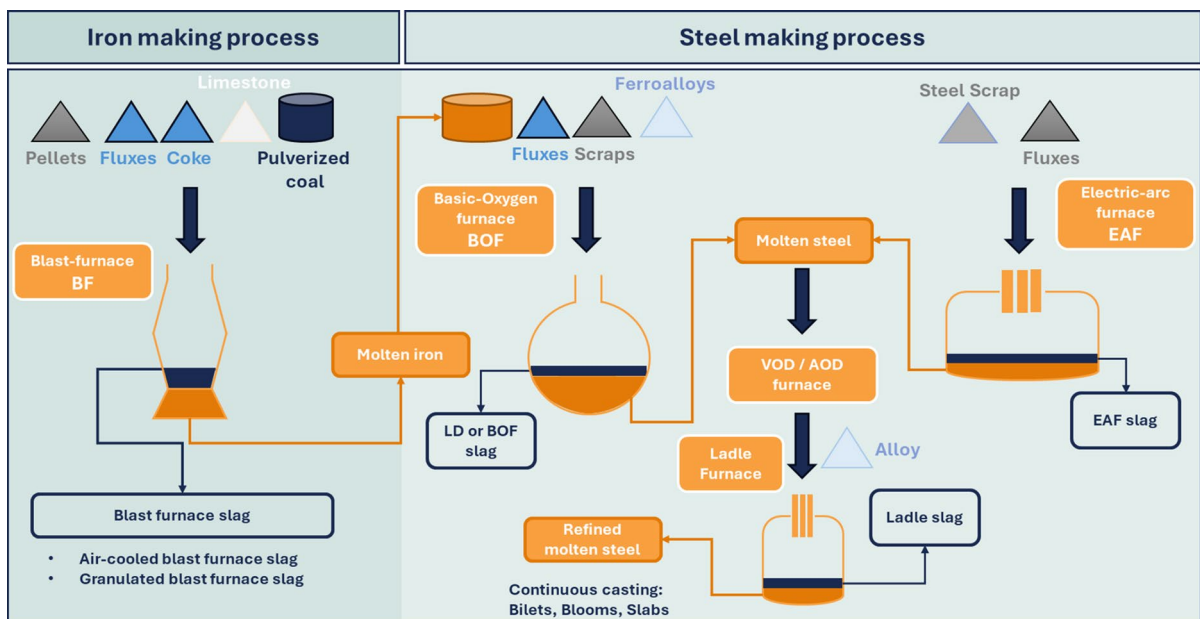 Iron making process
Steel making process
Limestone
Pellets
Fluxes
Coke
Pulverized
coal
Blast-furnace
BF
Molten iron
Blast furnace slag
• Air-cooled blast furnace slag
• Granulated blast furnace slag
Ferroalloys
Fluxes
Scraps
Basic-Oxygen
furnace
BOF
LD or BOF
slag
Molten steel
VOD / AOD
furnace
Ladle
Furnace
Alloy
Ladle slag
Refined
molten steel
Continuous casting:
Bilets, Blooms, Slabs
Steel Scrap
Fluxes
Electric-arc
furnace
EAF
EAF slag